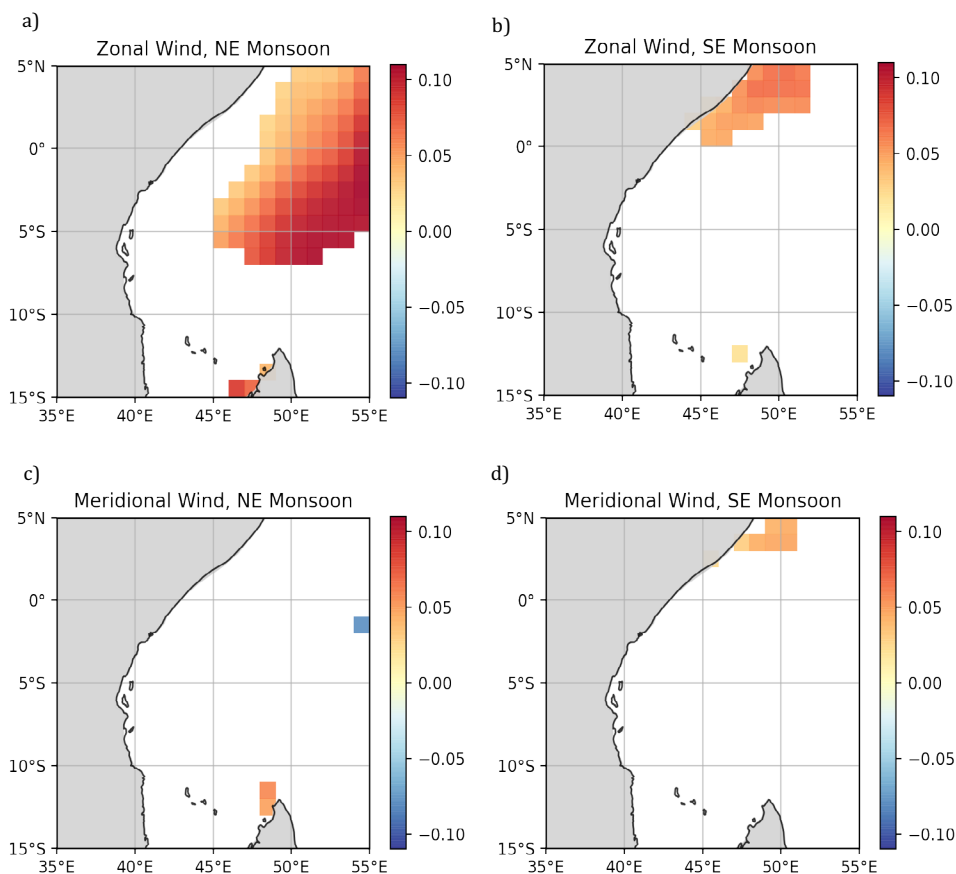 a)
Zonal Wind, NE Monsoon
5°N
0°
5°S
10°S
15°S
35°E 40°E 45°E 50°E 55°E
0.10
0.05
0.00
−0.05
−0.10
b)
Zonal Wind, SE Monsoon
5°N
0°
5°S
10°S
15°S
35°E 40°E 45°E 50°E 55°E
0.10
0.05
0.00
−0.05
−0.10
c)
Meridional Wind, NE Monsoon
5°N
0°
5°S
10°S
15°S
35°E 40°E 45°E 50°E 55°E
0.10
0.05
0.00
−0.05
−0.10
d)
Meridional Wind, SE Monsoon
5°N
0°
5°S
10°S
15°S
35°E 40°E 45°E 50°E 55°E
0.10
0.05
0.00
−0.05
−0.10